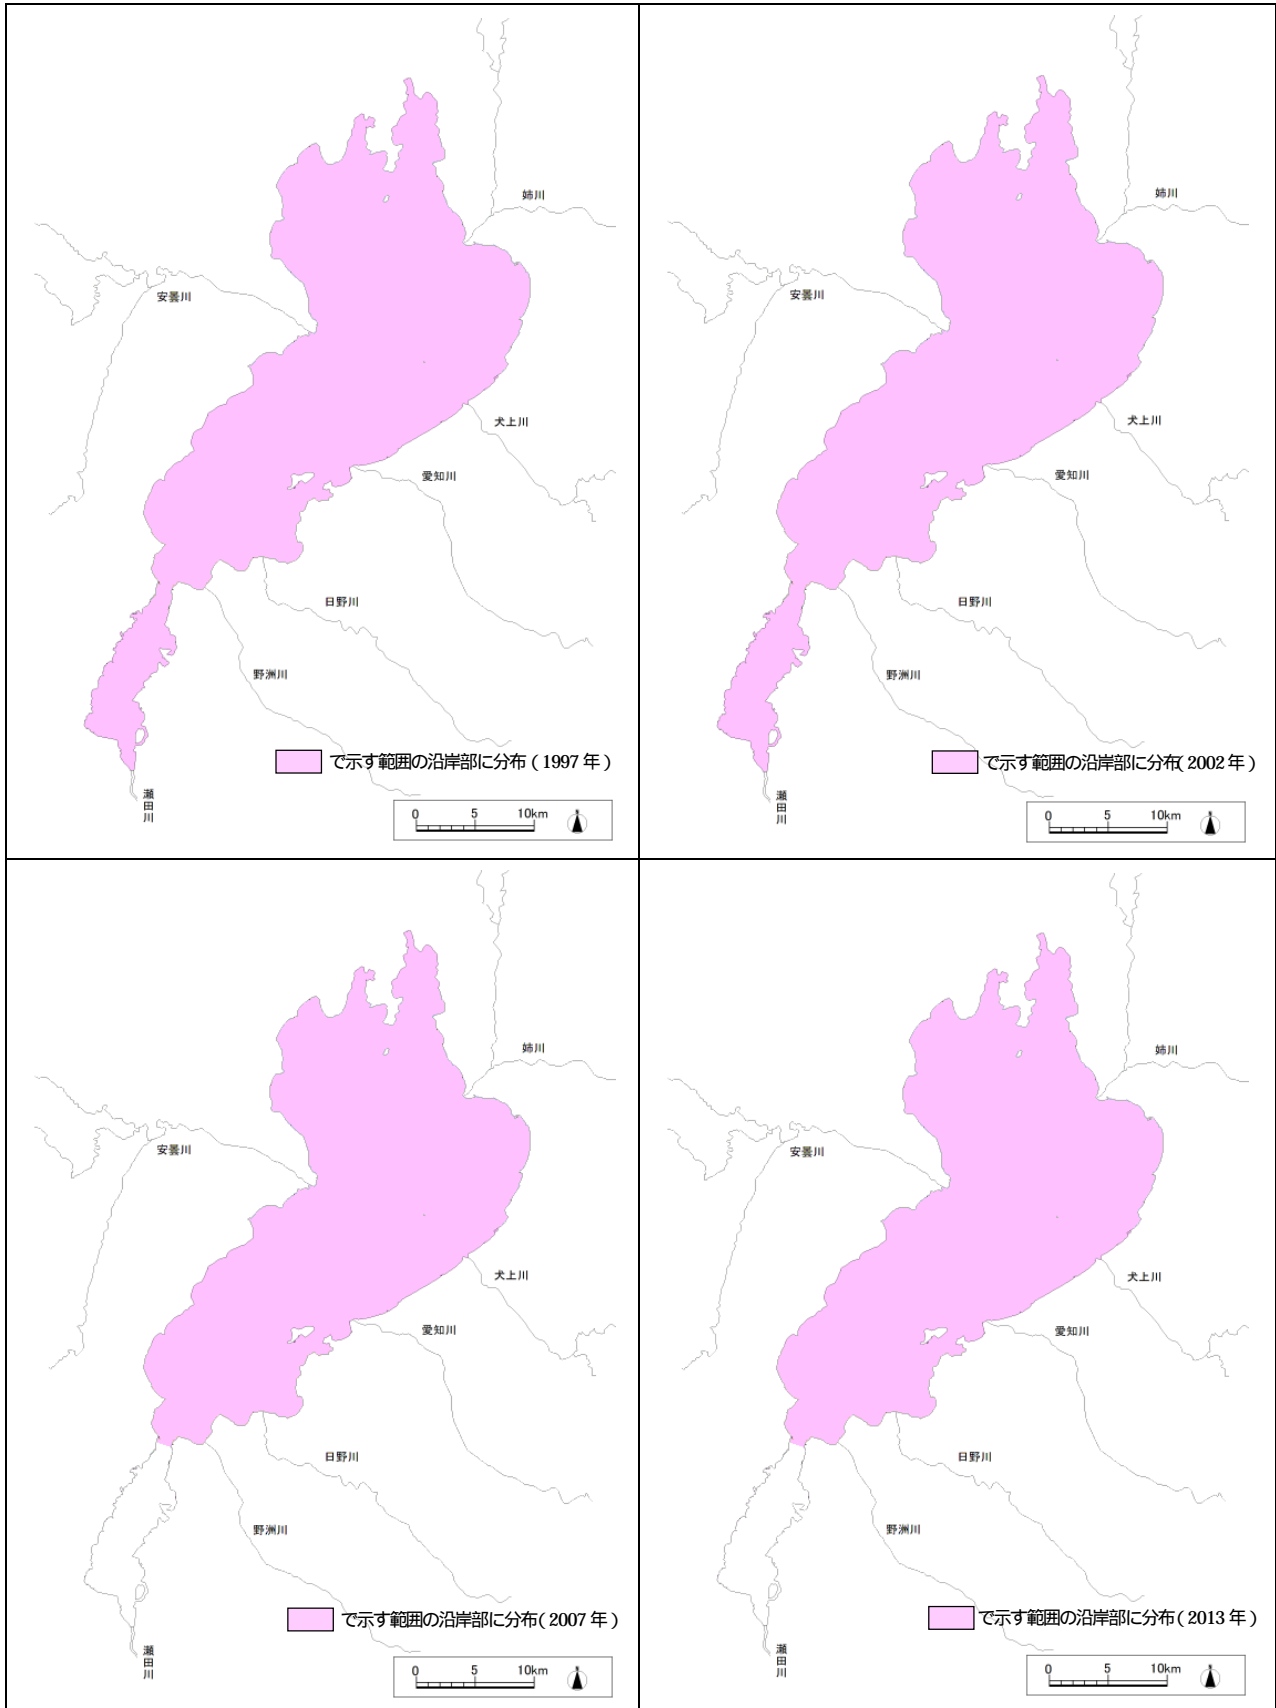 姉川
安曇川
犬上川
愛知川
日野川
野洲川
で示す範囲の沿岸部に分布(1997年)
瀬田川
0 5 10km
姉川
安曇川
犬上川
愛知川
日野川
野洲川
で示す範囲の沿岸部に分布(2002年)
瀬田川
0 5 10km
姉川
安曇川
犬上川
愛知川
日野川
野洲川
で示す範囲の沿岸部に分布(2007年)
瀬田川
0 5 10km
姉川
安曇川
犬上川
愛知川
日野川
野洲川
で示す範囲の沿岸部に分布(2013年)
瀬田川
0 5 10km